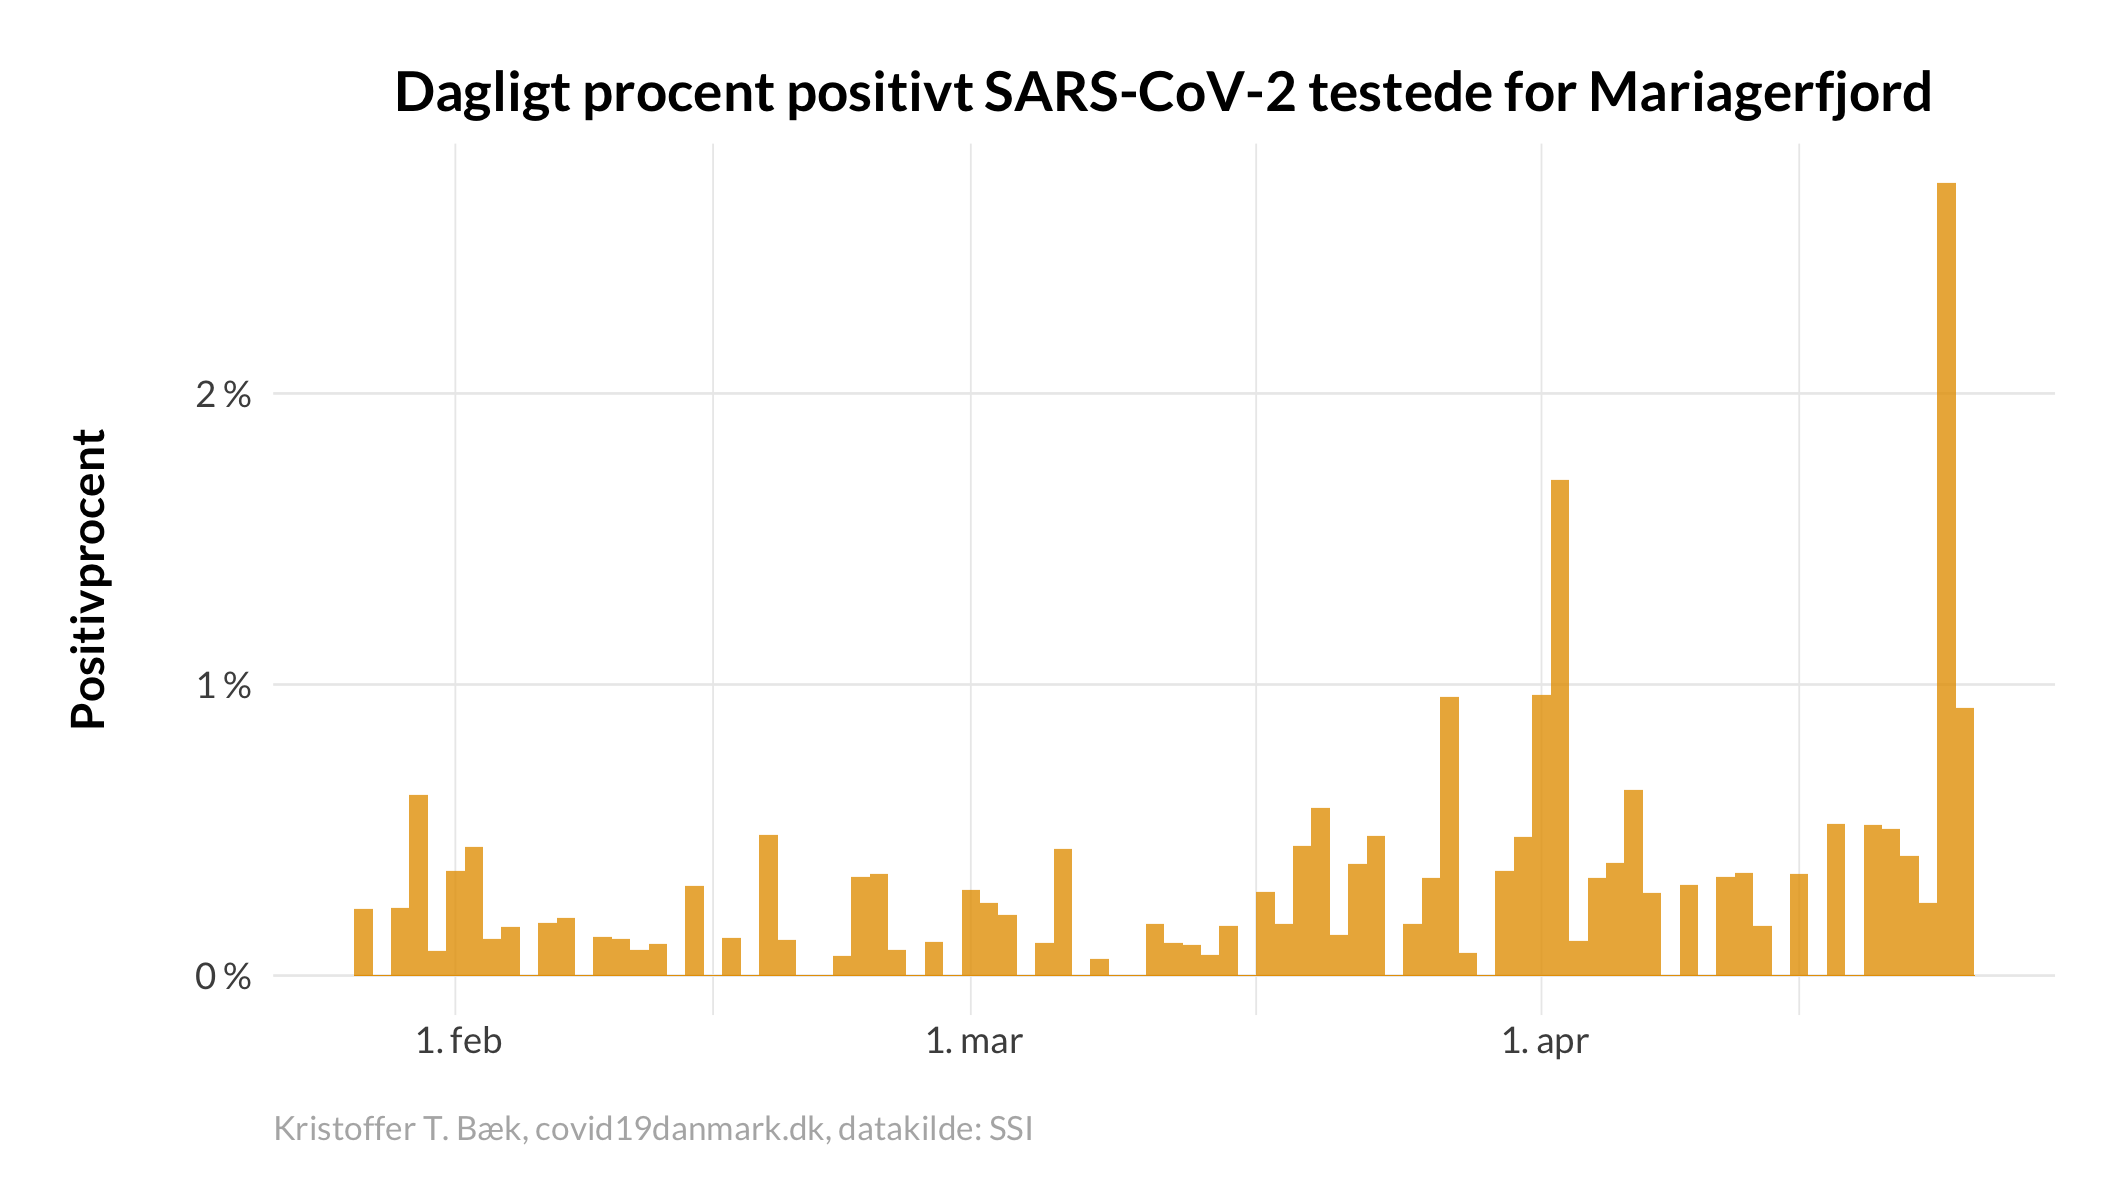 Dagligt procent positivt SARS-CoV-2 testede for Mariagerfjord
Positivprocent
2 %
1 %
0 %
1. feb
1. mar
1. apr
Kristoffer T. Bæk, covid19danmark.dk, datakilde: SSI